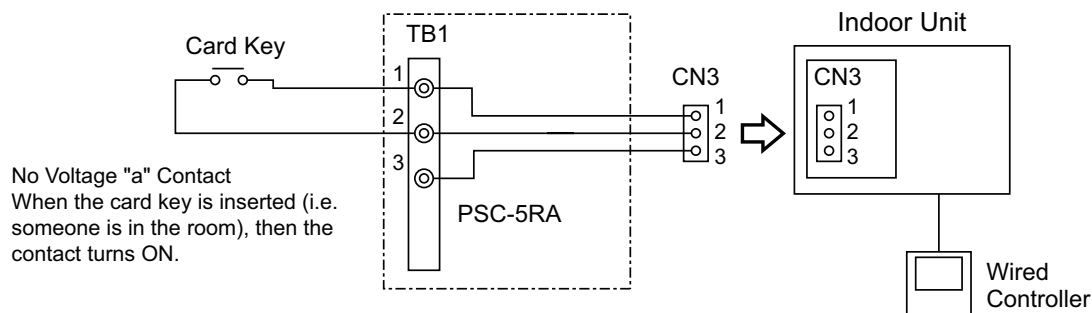 Indoor Unit
TB1
Card Key
CN3
CN3
1
2
3
1
2
3
1
2
3
PSC-5RA
No Voltage "a" Contact
When the card key is inserted (i.e.
someone is in the room), then the
contact turns ON.
Wired
Controller